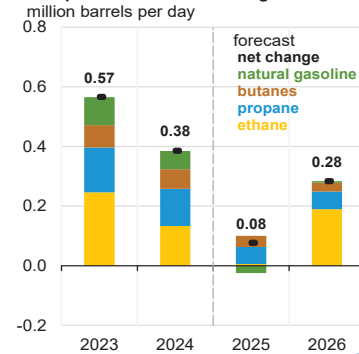 million barrels per day
0.8
0.6
0.4
0.2
0.0
-0.2
forecast
net change
natural gasoline
butanes
propane
ethane
0.57
0.38
0.08
0.28
2023 2024 2025 2026